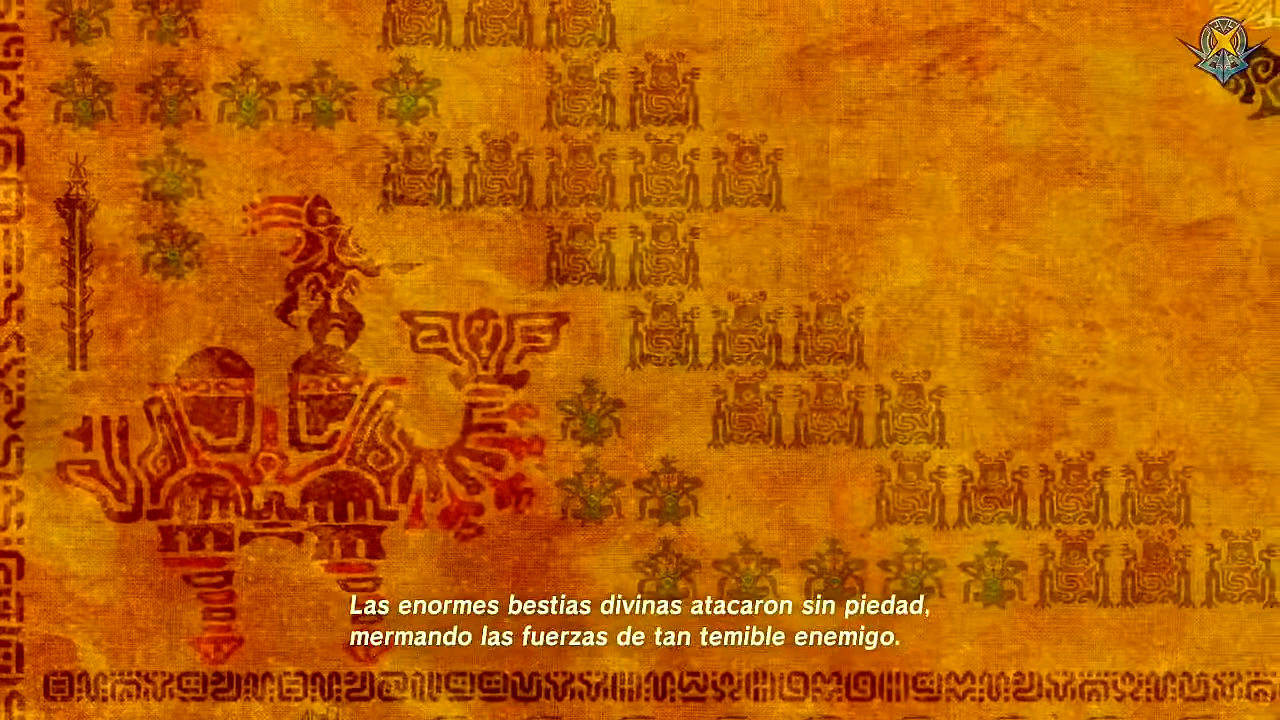 Las enormes bestias divinas atacaron sin piedad,
mermando las fuerzas de tan temible enemigo.